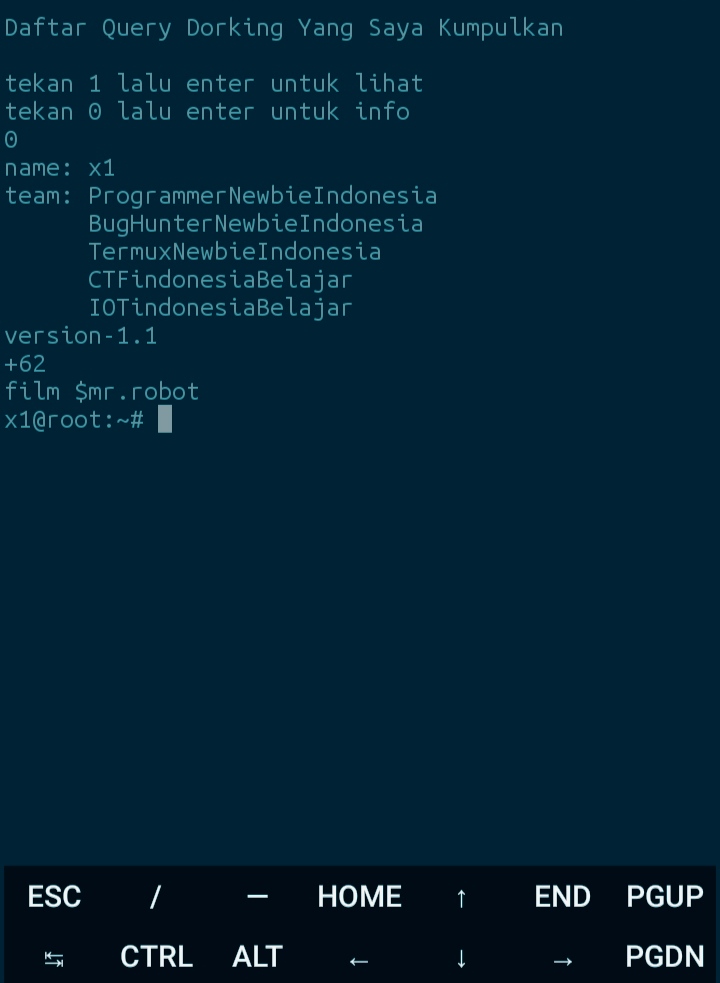 Daftar Query Dorking Yang Saya Kumpulkan
tekan 1 lalu enter untuk lihat
tekan 0 lalu enter untuk info
0
name: x1
team: ProgrammerNewbieIndonesia
BugHunterNewbieIndonesia
TermuxNewbieIndonesia
CTFindonesiaBelajar
IOTindonesiaBelajar
version-1.1
+62
film $mr.robot
x1@root:~#
ESC / — HOME ↑ END PGUP
↹ CTRL ALT ← ↓ → PGDN